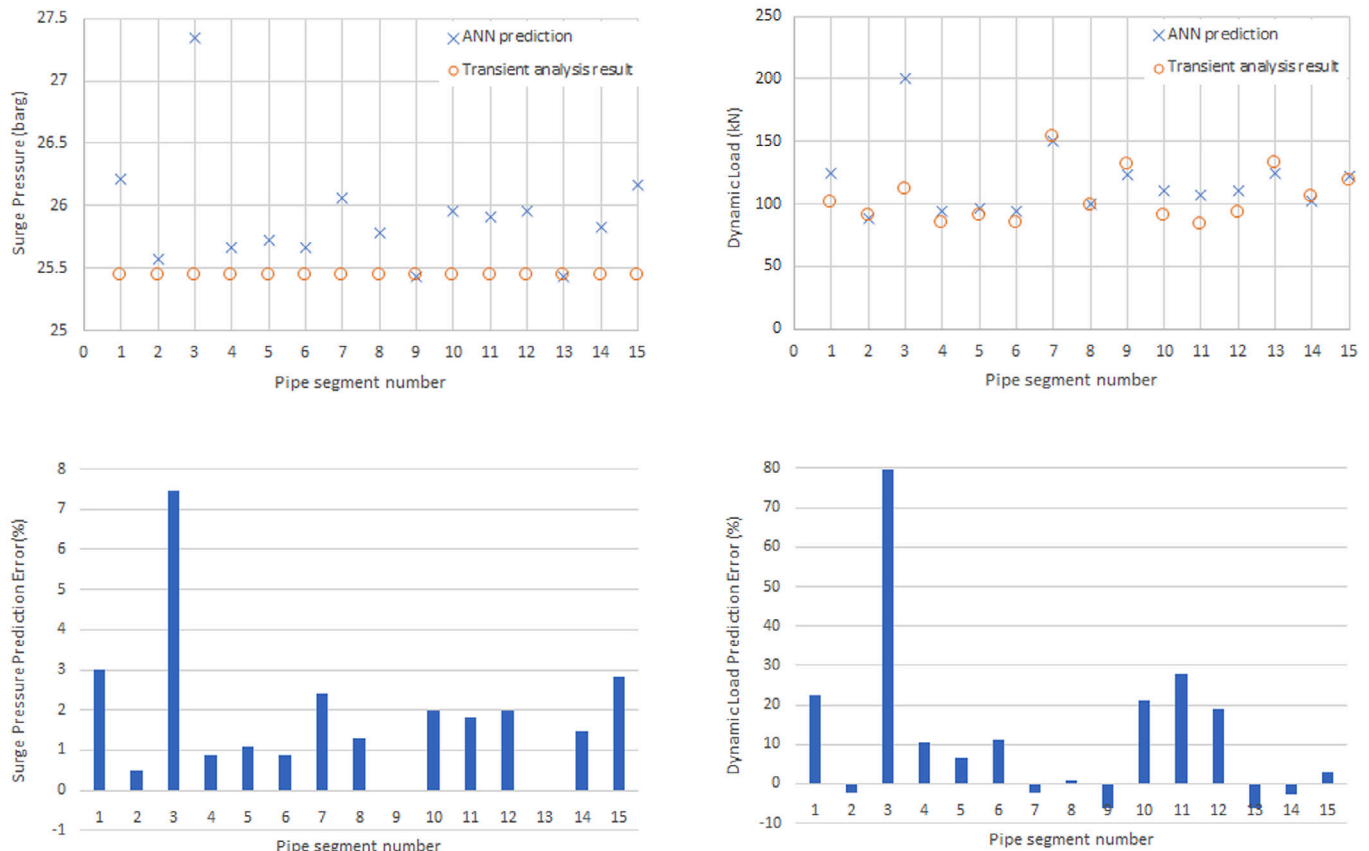 27.5
27
26.5
26
25.5
25
Surge Pressure (barg)
ANN prediction
Transient analysis result
0 1 2 3 4 5 6 7 8 9 10 11 12 13 14 15
Pipe segment number
250
200
150
100
50
0
Dynamic Load (kN)
ANN prediction
Transient analysis result
0 1 2 3 4 5 6 7 8 9 10 11 12 13 14 15
Pipe segment number
8
7
6
5
4
3
2
1
0
-1
Surge Pressure Prediction Error(%)
1 2 3 4 5 6 7 8 9 10 11 12 13 14 15
Pipe segment number
80
70
60
50
40
30
20
10
0
-10
Dynamic Load Prediction Error (%)
1 2 3 4 5 6 7 8 9 10 11 12 13 14 15
Pipe segment number